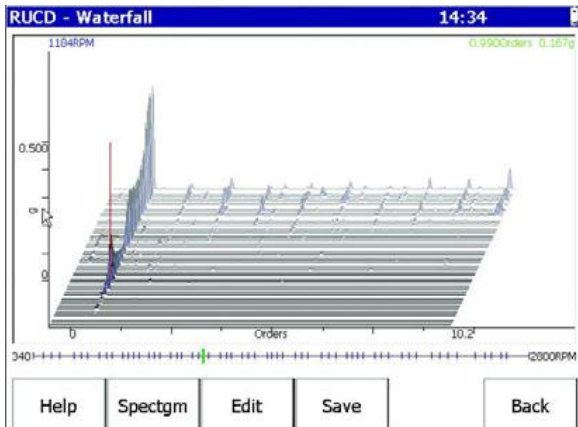 RUCD - Waterfall 14:34
1184RPM 0.990Orders 0.167g
0.500
g
0
0 Orders 10.2
340 2800RPM
Help Spectgm Edit Save Back